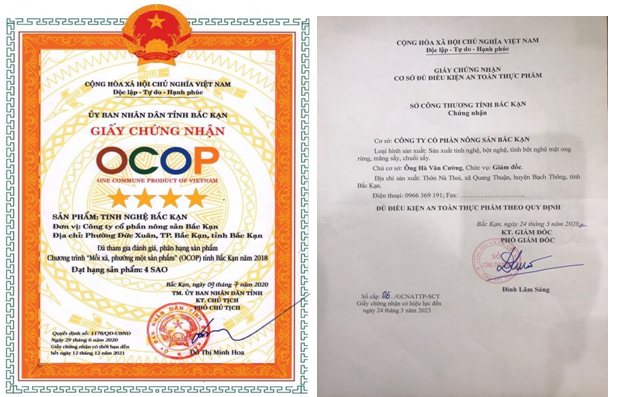 CỘNG HÒA XÃ HỘI CHỦ NGHĨA VIỆT NAM
Độc lập - Tự do - Hạnh phúc
ỦY BAN NHÂN DÂN TỈNH BẮC KẠN
GIẤY CHỨNG NHẬN
OCOP
ONE COMMUNE PRODUCT OF VIETNAM
SẢN PHẨM: TINH NGHỆ BẮC KẠN
Đơn vị: Công ty cổ phần nông sản Bắc Kạn
Địa chỉ: Phường Đức Xuân, TP. Bắc Kạn, tỉnh Bắc Kạn
Đã tham gia đánh giá, phân hạng sản phẩm
Chương trình "Mỗi xã, phường một sản phẩm" (OCOP) tỉnh Bắc Kạn năm 2018
Đạt hạng sản phẩm: 4 SAO
Bắc Kạn, ngày 09 tháng 7 năm 2020
TM. ỦY BAN NHÂN DÂN TỈNH
KT. CHỦ TỊCH
PHÓ CHỦ TỊCH
Quyết định số: 1178/QĐ-UBND
Ngày 29 tháng 6 năm 2020
Giấy chứng nhận có thời hạn đến
hết ngày 12 tháng 12 năm 2021
Đỗ Thị Minh Hoa
CỘNG HÒA XÃ HỘI CHỦ NGHĨA VIỆT NAM
Độc lập - Tự do - Hạnh phúc
GIẤY CHỨNG NHẬN
CƠ SỞ ĐỦ ĐIỀU KIỆN AN TOÀN THỰC PHẨM
SỞ CÔNG THƯƠNG TỈNH BẮC KẠN
Chứng nhận
Cơ sở: CÔNG TY CỔ PHẦN NÔNG SẢN BẮC KẠN
Loại hình sản xuất: Sản xuất tinh nghệ, bột nghệ, tinh bột nghệ mật ong
rừng, măng sấy, chuối sấy.
Chủ cơ sở: Ông Hà Văn Cường, Chức vụ: Giám đốc.
Địa chỉ sản xuất: Thôn Nà Thoi, xã Quang Thuận, huyện Bạch Thông, tỉnh
Bắc Kạn.
Điện thoại: 0966 369 191; Fax:
ĐỦ ĐIỀU KIỆN AN TOÀN THỰC PHẨM THEO QUY ĐỊNH
Bắc Kạn, ngày 24 tháng 3 năm 2020
KT. GIÁM ĐỐC
PHÓ GIÁM ĐỐC
Đinh Lâm Sáng
Số cấp: 06 /GCNATTP-SCT
Giấy chứng nhận có hiệu lực đến
ngày 24 tháng 3 năm 2023